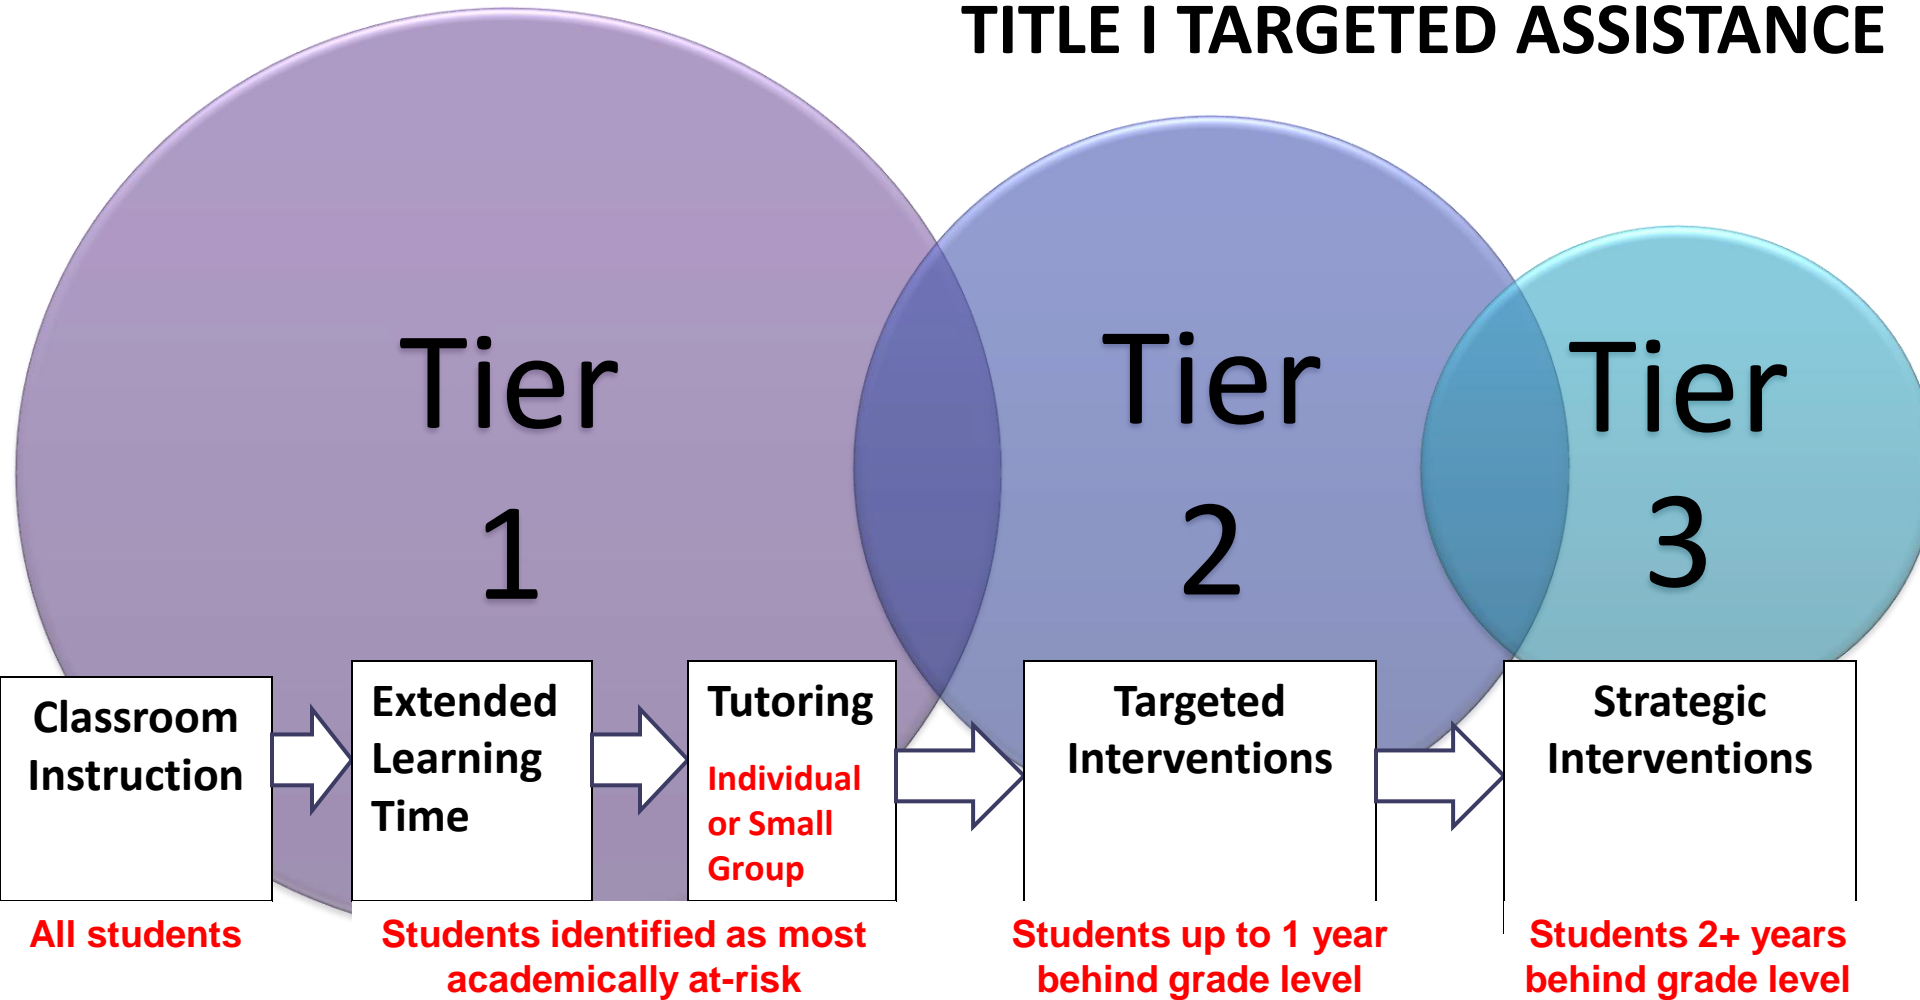 TITLE I TARGETED ASSISTANCE
Tier
1
Tier
2
Tier
3
Classroom
Instruction
Extended
Learning
Time
Tutoring
Individual
or Small
Group
Targeted
Interventions
Strategic
Interventions
All students
Students identified as most
academically at-risk
Students up to 1 year
behind grade level
Students 2+ years
behind grade level